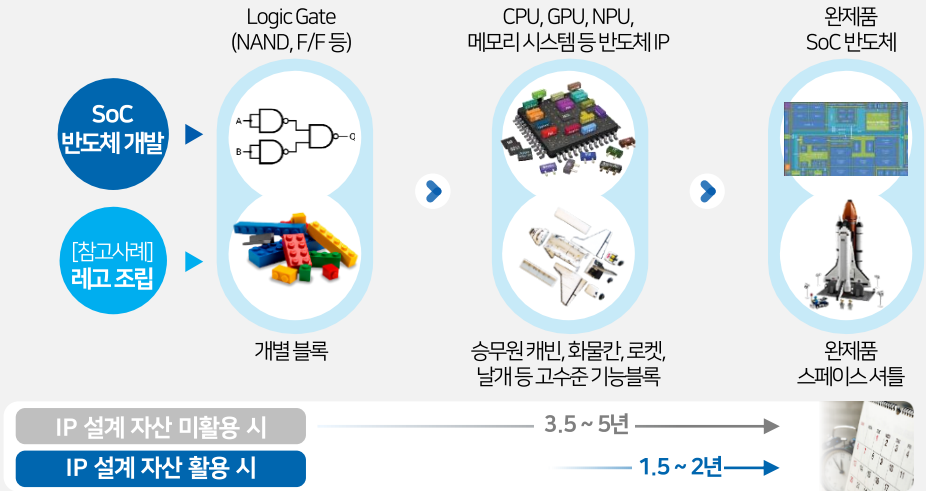 Logic Gate
(NAND, F/F 등)
CPU, GPU, NPU,
메모리 시스템 등 반도체 IP
완제품
SoC 반도체
SoC
반도체 개발
A
B
Q
[참고사례]
레고 조립
개별 블록
승무원 캐빈, 화물칸, 로켓,
날개 등 고수준 기능블록
완제품
스페이스 셔틀
IP 설계 자산 미활용 시
3.5 ~ 5년
IP 설계 자산 활용 시
1.5 ~ 2년